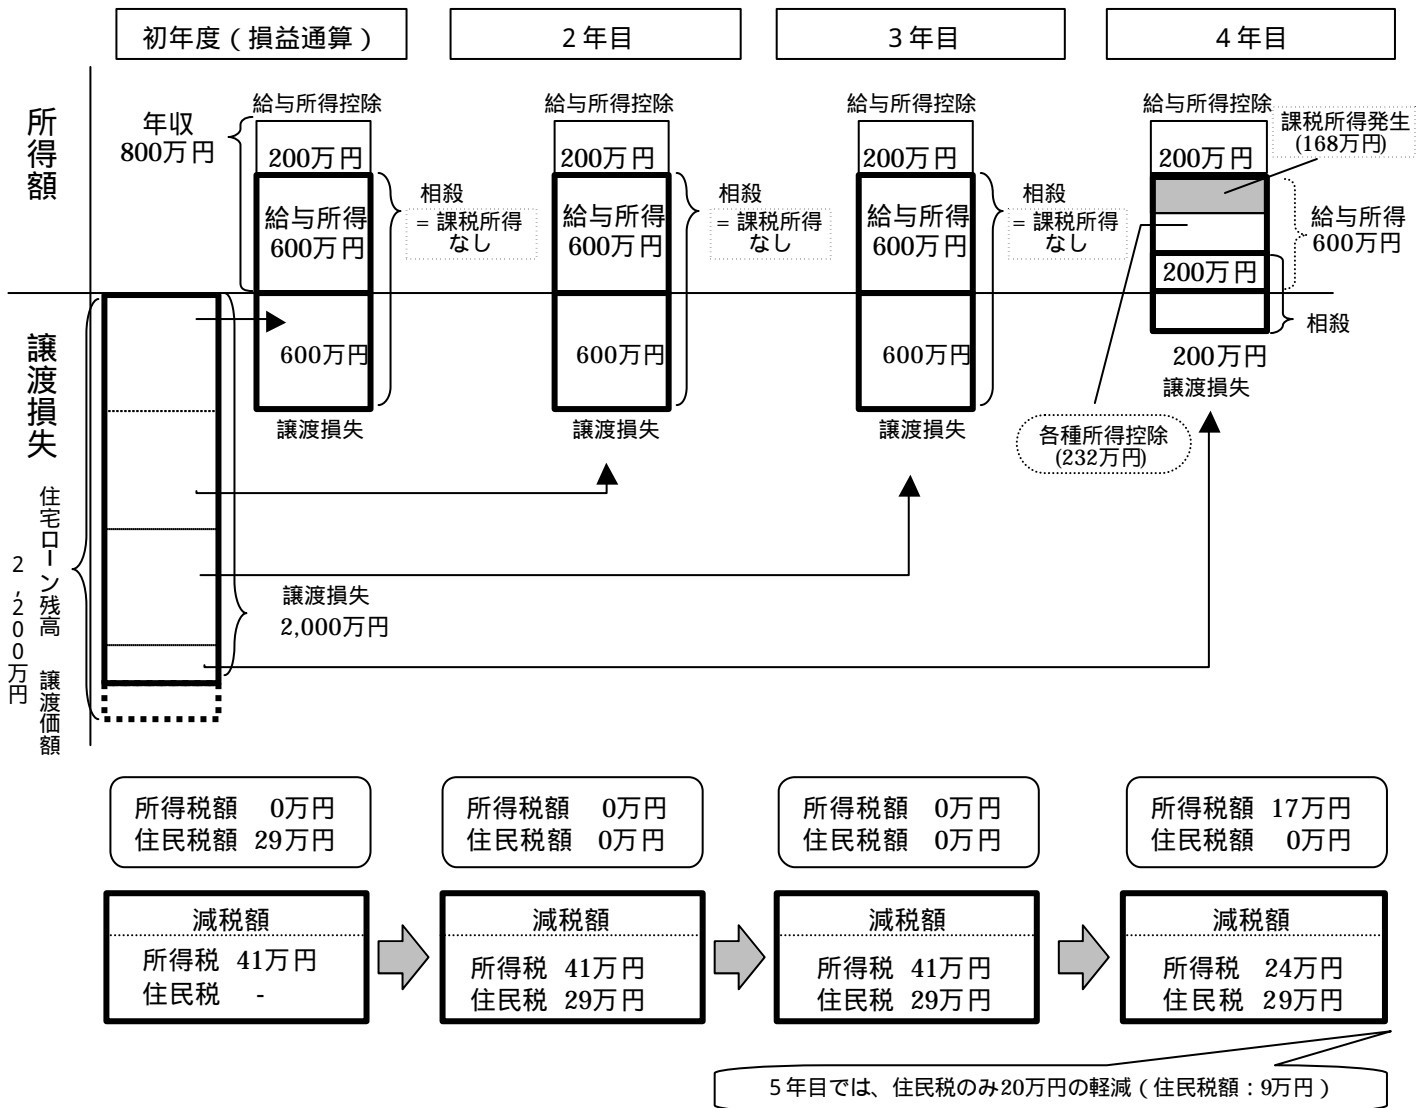 初年度（損益通算）
2年目
3年目
4年目
所得額
年収
800万円
給与所得控除
200万円
給与所得
600万円
600万円
譲渡損失
相殺
= 課税所得
なし
給与所得控除
200万円
給与所得
600万円
600万円
譲渡損失
相殺
= 課税所得
なし
給与所得控除
200万円
給与所得
600万円
600万円
譲渡損失
相殺
= 課税所得
なし
給与所得控除
200万円
課税所得発生
(168万円)
給与所得
600万円
200万円
相殺
200万円
譲渡損失
各種所得控除
(232万円)
譲渡損失
住宅ローン残高　譲渡価額
2,200万円
譲渡損失
2,000万円
所得税額 0万円
住民税額 29万円
所得税額 0万円
住民税額 0万円
所得税額 0万円
住民税額 0万円
所得税額 17万円
住民税額 0万円
減税額
所得税 41万円
住民税 -
減税額
所得税 41万円
住民税 29万円
減税額
所得税 41万円
住民税 29万円
減税額
所得税 24万円
住民税 29万円
5年目では、住民税のみ20万円の軽減（住民税額：9万円）